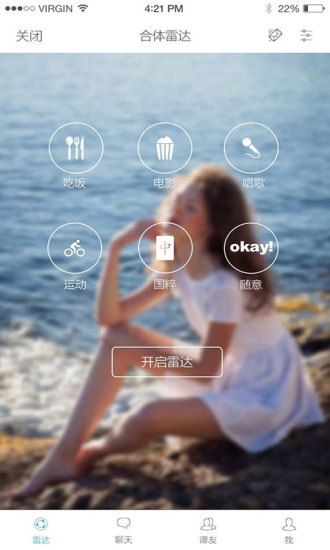 VIRGIN 4:21 PM 22%
关闭 合体雷达
吃饭 电影 唱歌
中 okay!
运动 国粹 随意
开启雷达
雷达 聊天 谭友 我